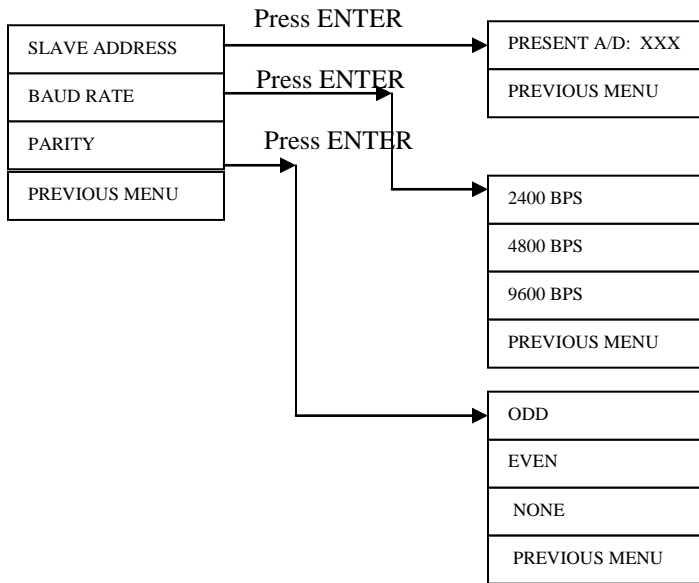 Press ENTER
SLAVE ADDRESS
BAUD RATE
PARITY
PREVIOUS MENU
Press ENTER
Press ENTER
PRESENT A/D: XXX
PREVIOUS MENU
2400 BPS
4800 BPS
9600 BPS
PREVIOUS MENU
ODD
EVEN
NONE
PREVIOUS MENU